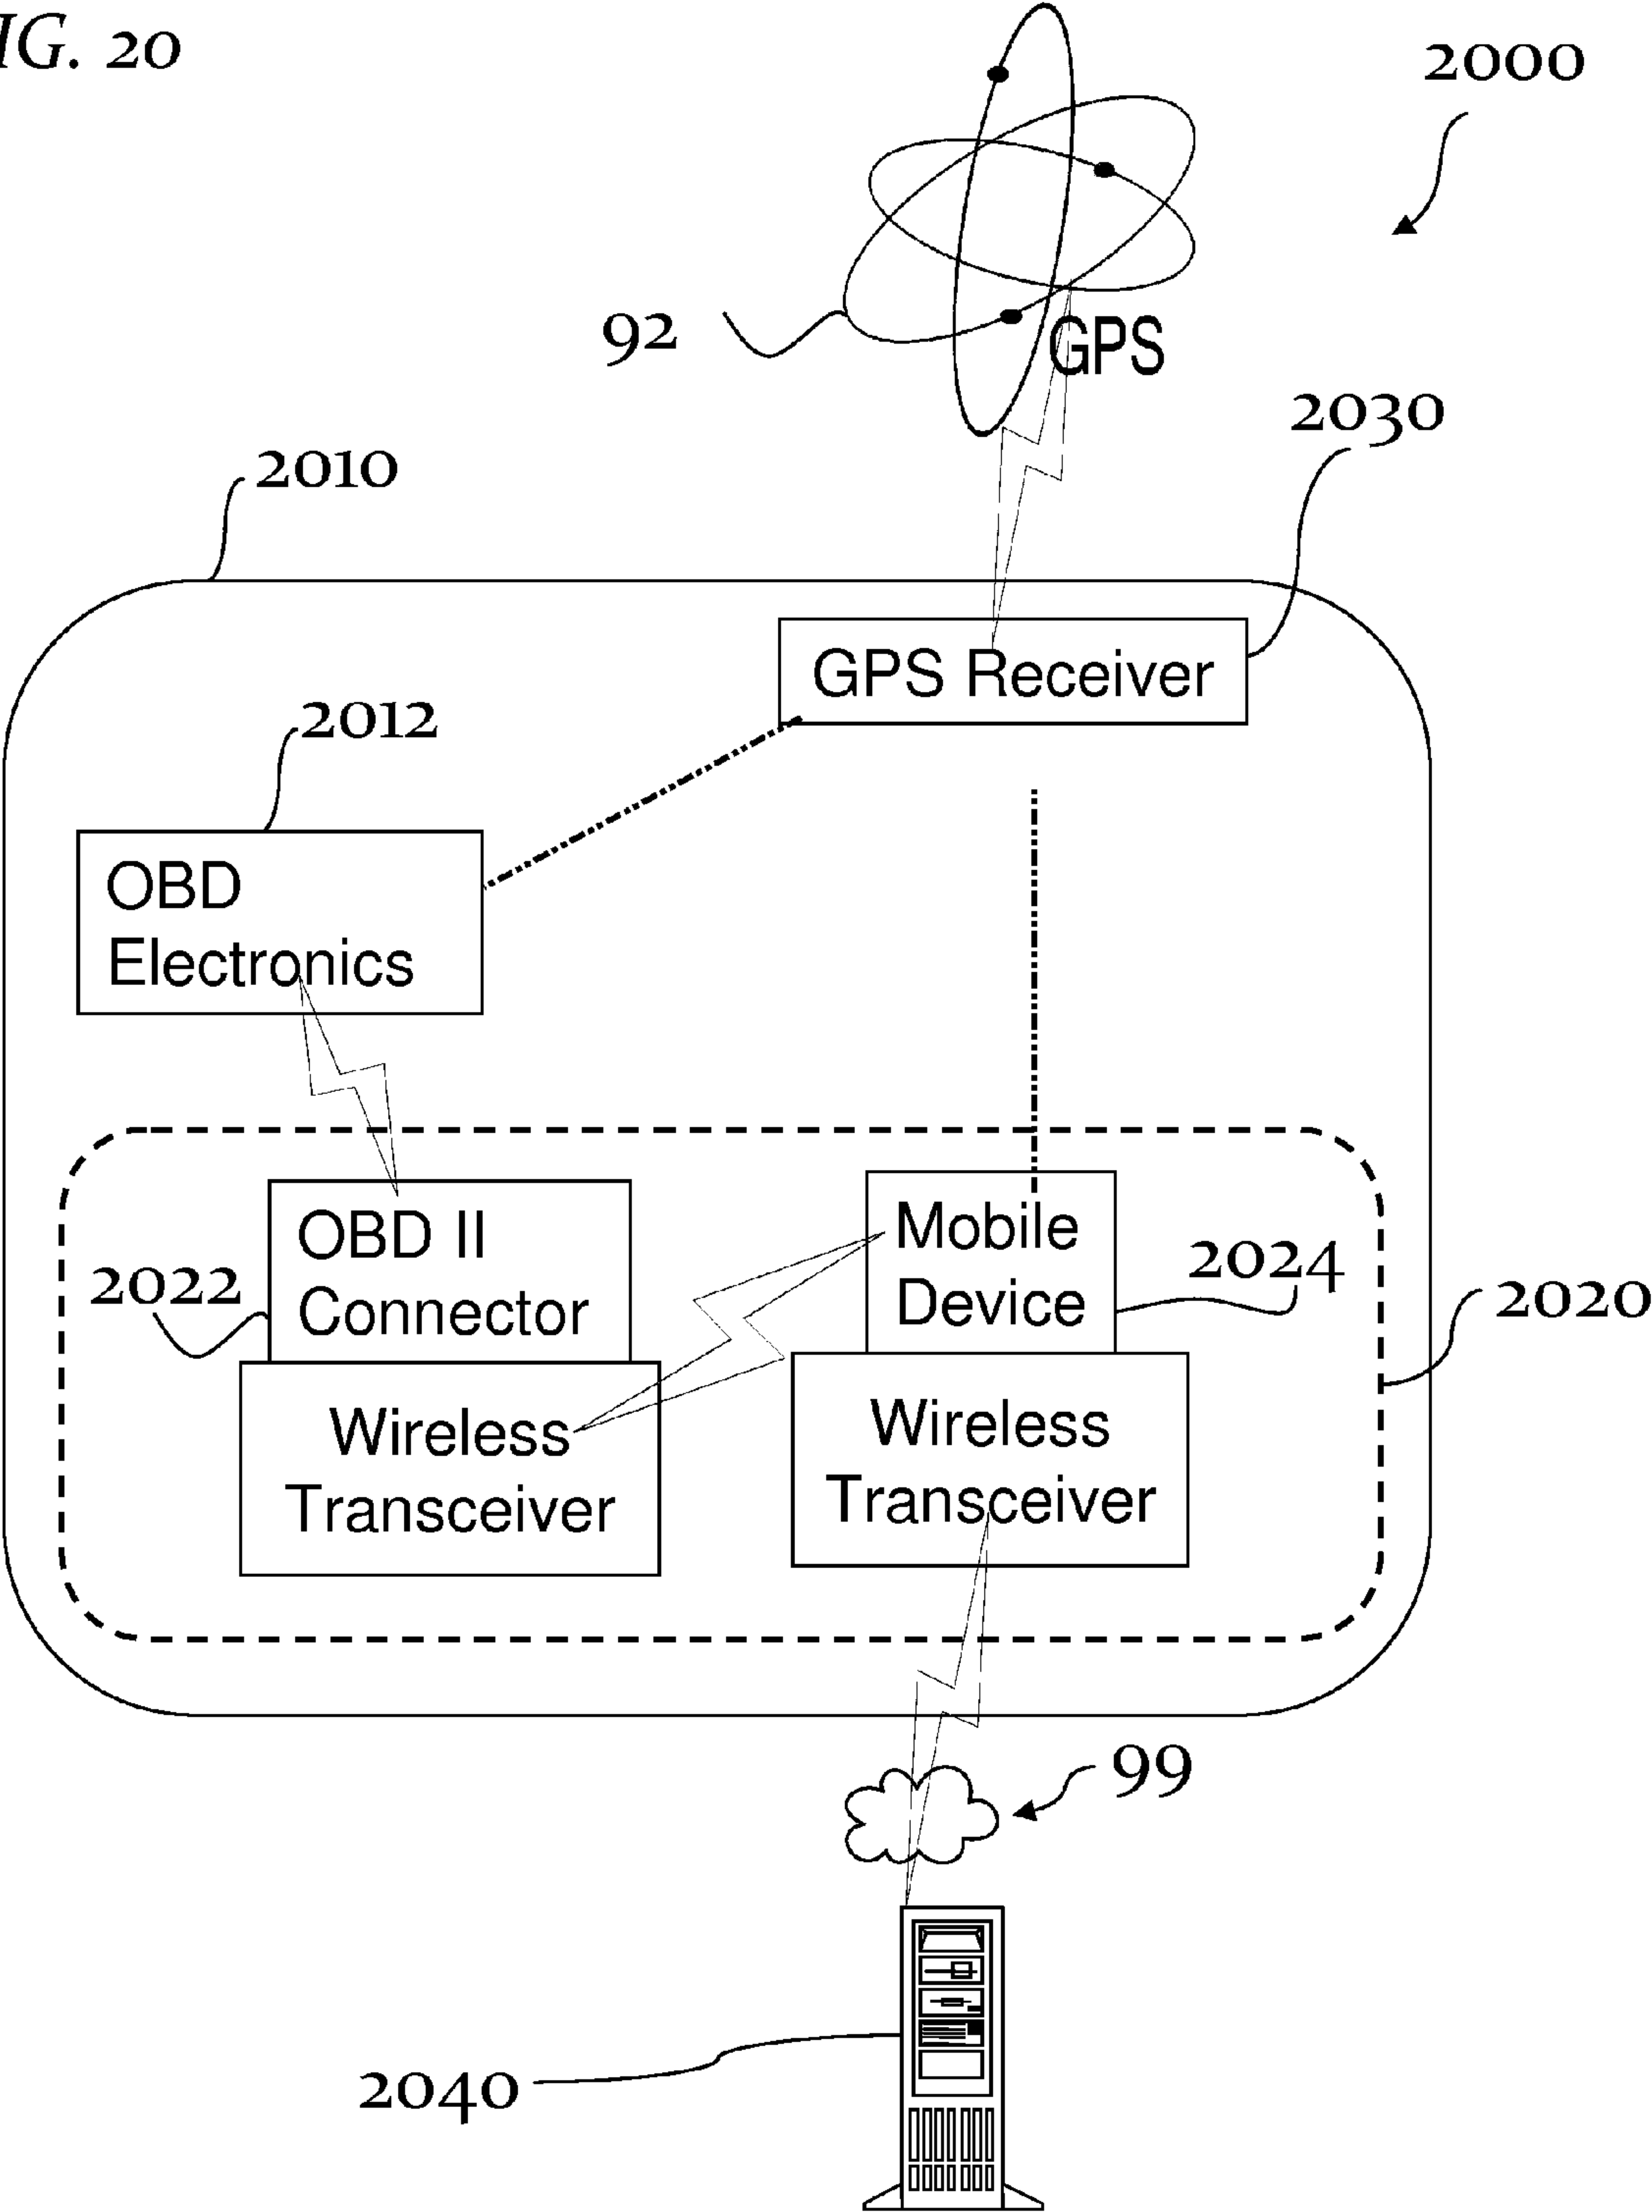 IG. 20
2000
92
GPS
2030
2010
GPS Receiver
2012
OBD
Electronics
OBD II
Connector
2022
Mobile
Device
2024
2020
Wireless
Transceiver
Wireless
Transceiver
99
2040